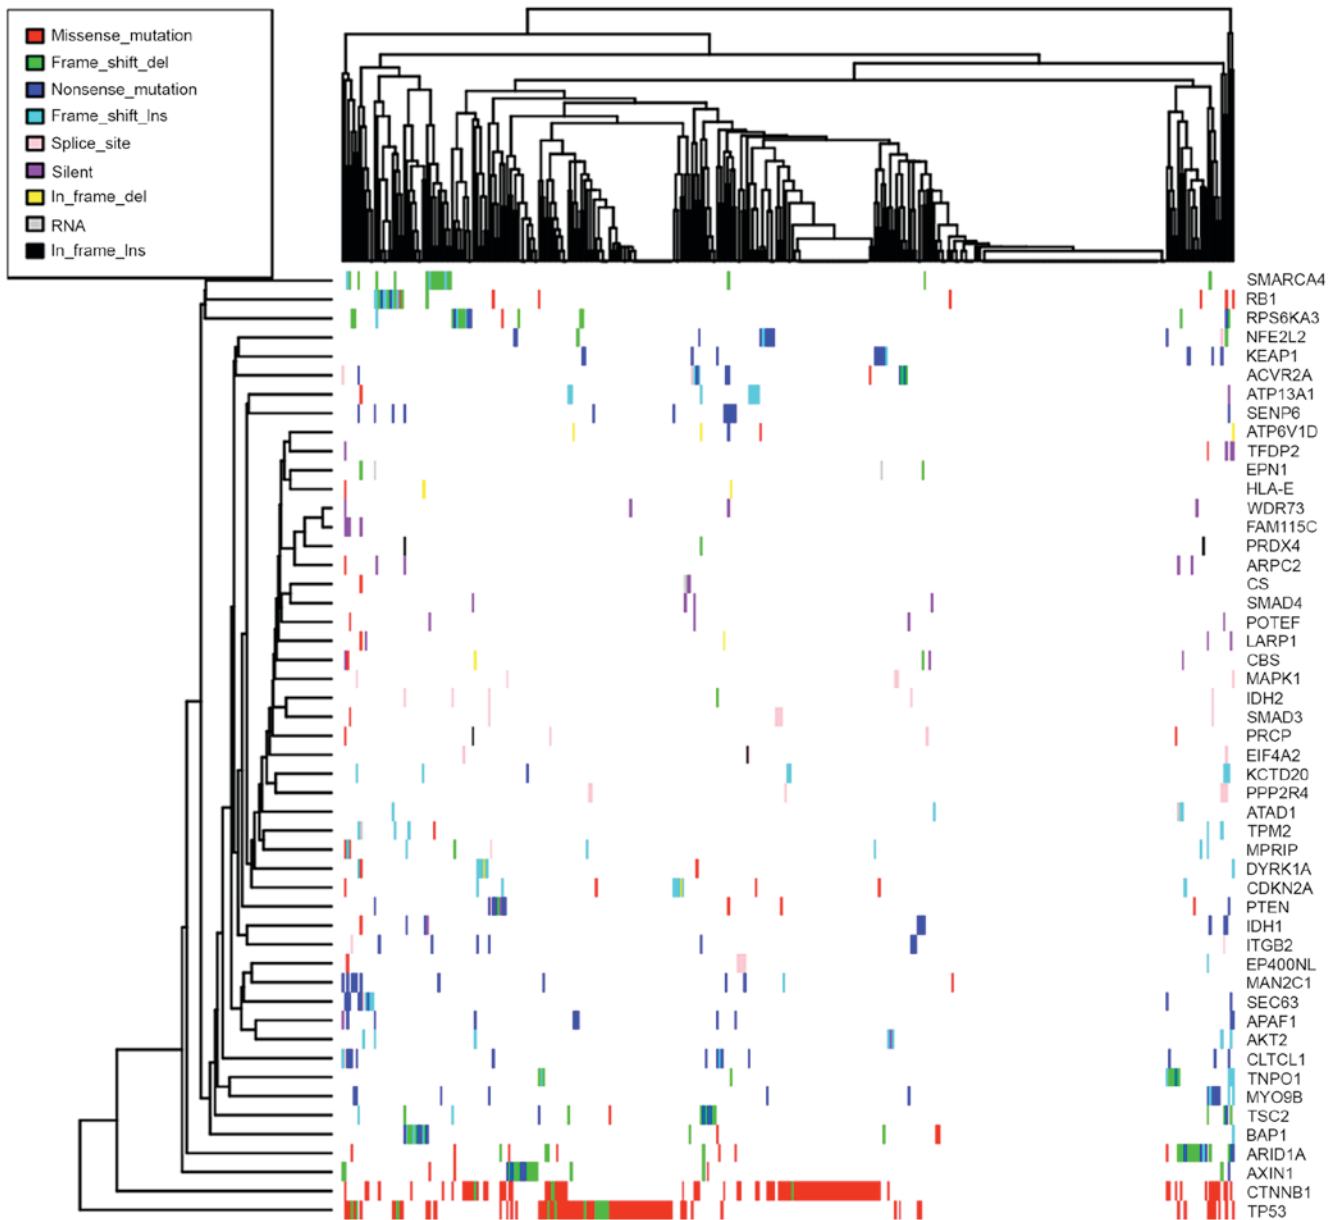 Missense_mutation
Frame_shift_del
Nonsense_mutation
Frame_shift_Ins
Splice_site
Silent
In_frame_del
RNA
In_frame_Ins
SMARCA4
RB1
RPS6KA3
NFE2L2
KEAP1
ACVR2A
ATP13A1
SENP6
ATP6V1D
TFDP2
EPN1
HLA-E
WDR73
FAM115C
PRDX4
ARPC2
CS
SMAD4
POTEF
LARP1
CBS
MAPK1
IDH2
SMAD3
PRCP
EIF4A2
KCTD20
PPP2R4
ATAD1
TPM2
MPRIP
DYRK1A
CDKN2A
PTEN
IDH1
ITGB2
EP400NL
MAN2C1
SEC63
APAF1
AKT2
CLTCL1
TNPO1
MYO9B
TSC2
BAP1
ARID1A
AXIN1
CTNNB1
TP53